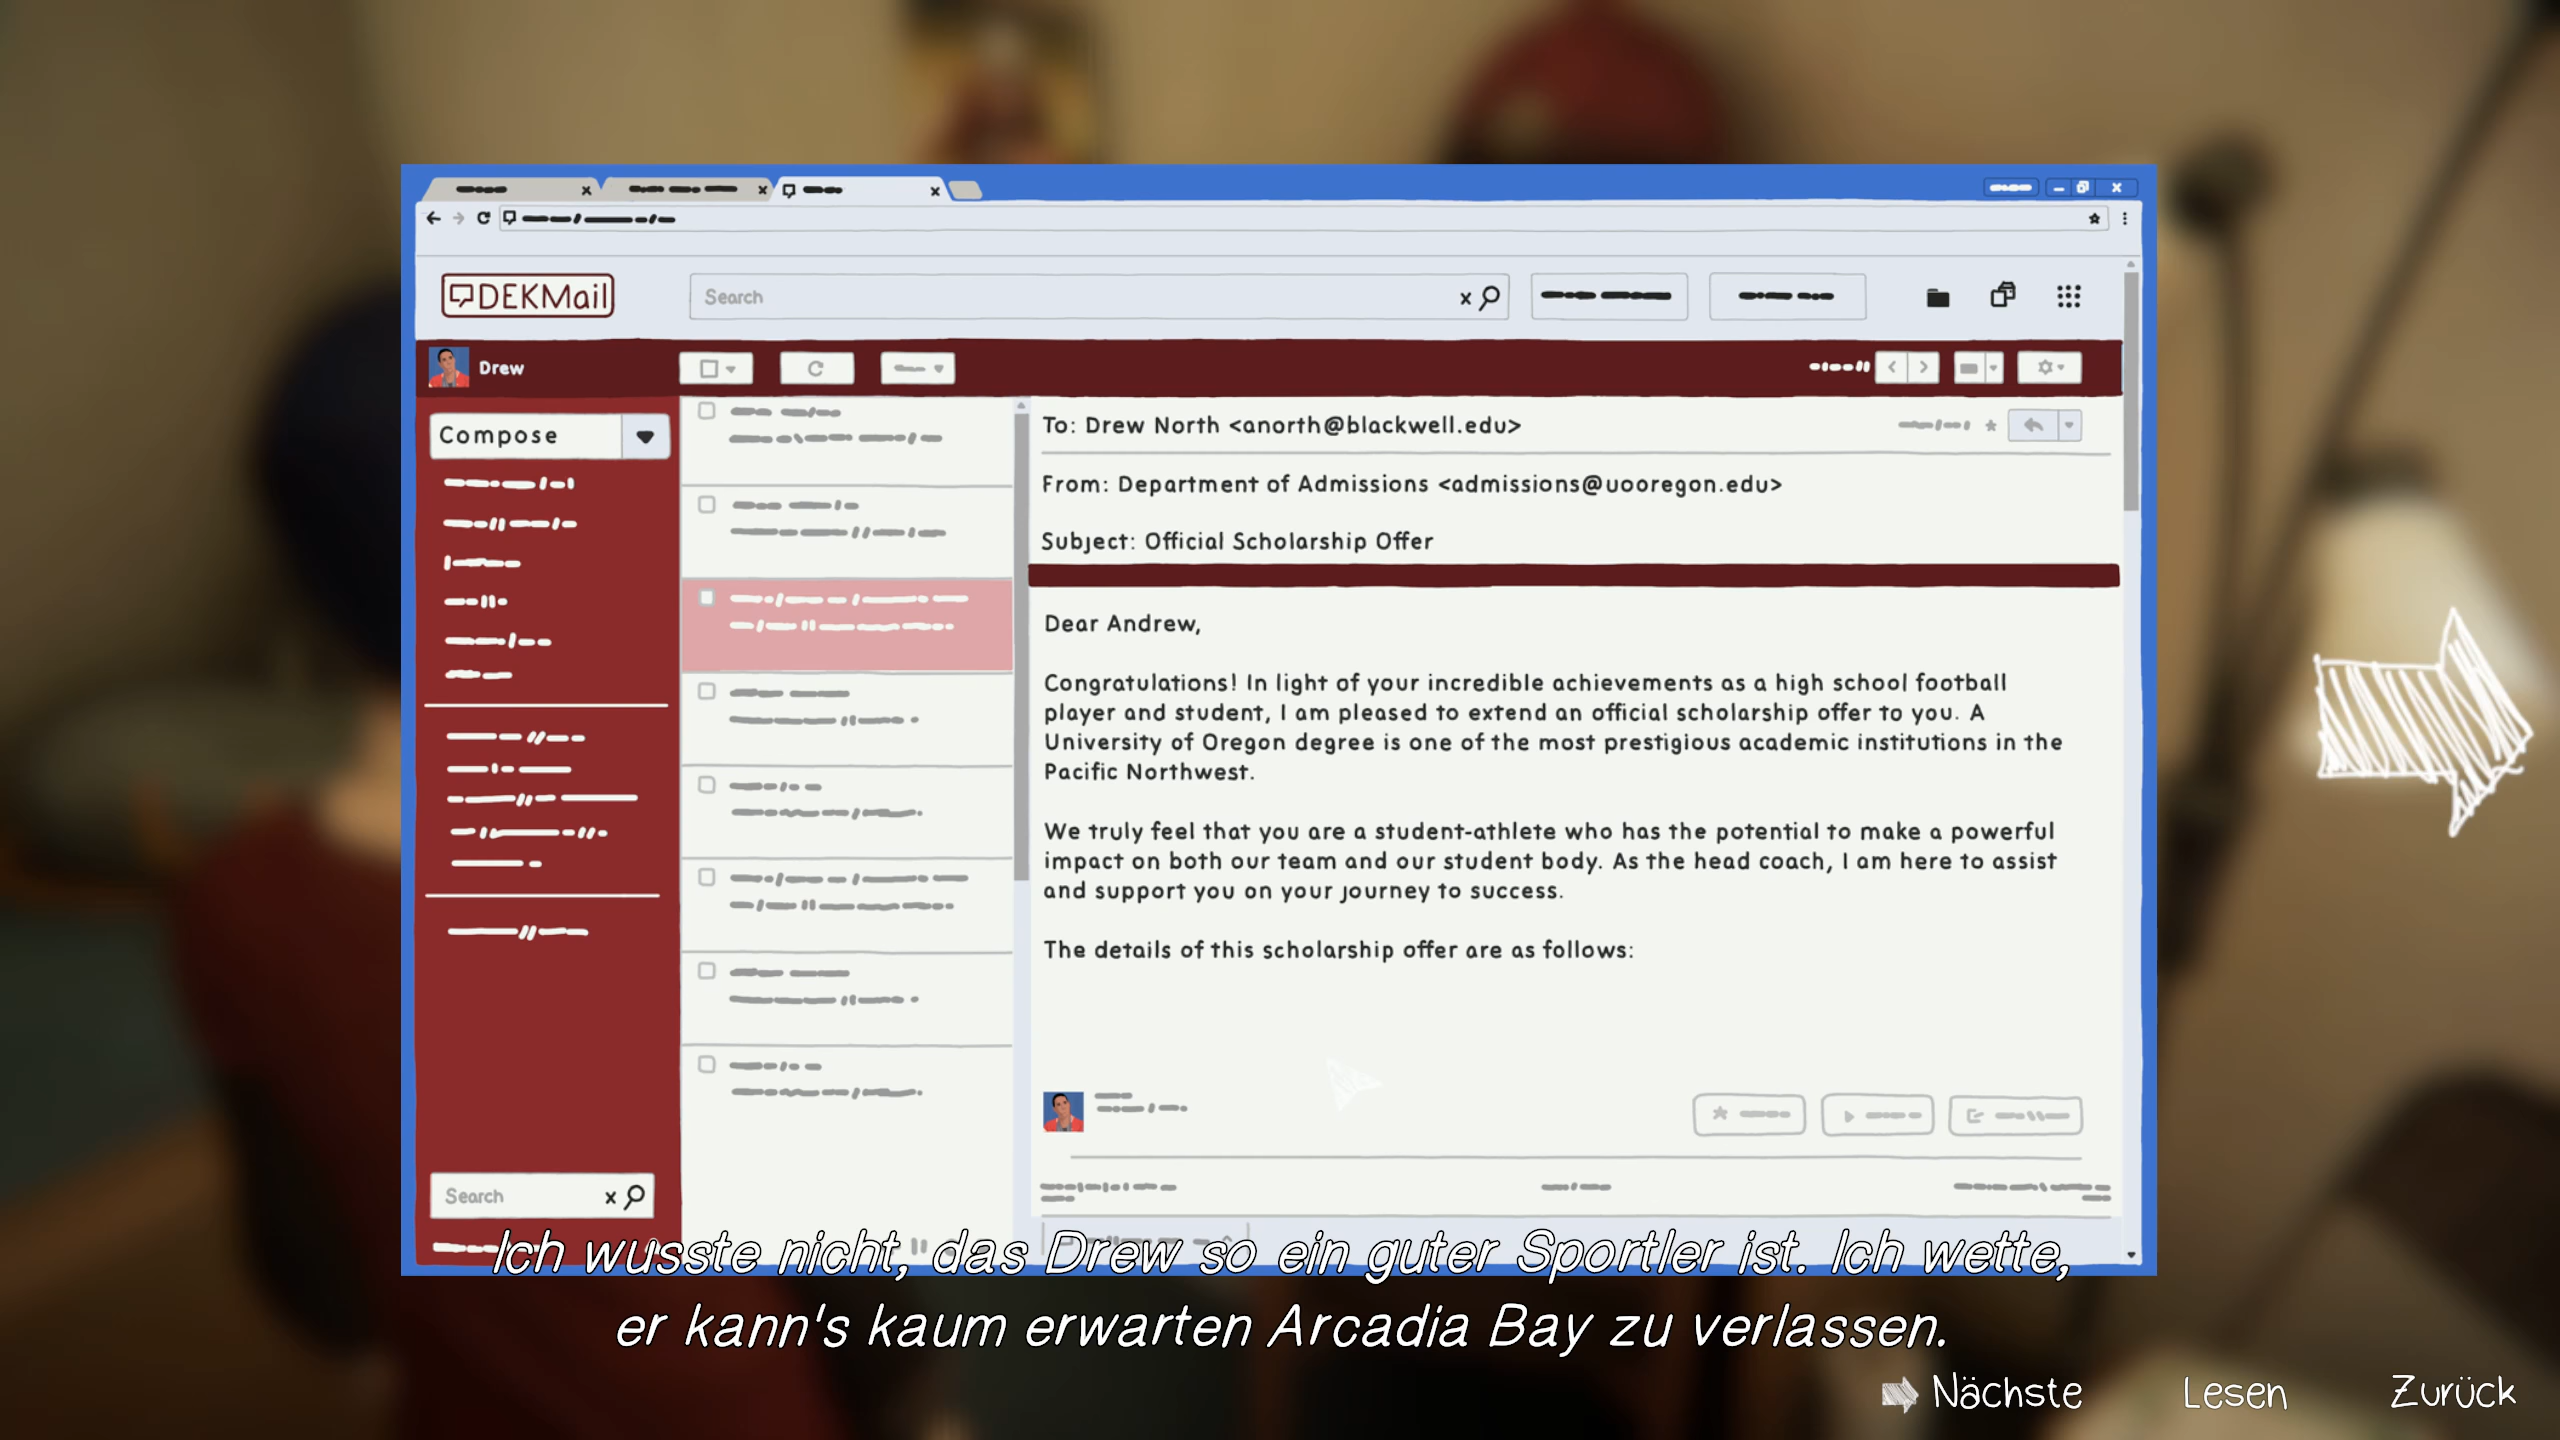 DEKMail
Search
Drew
Compose
To: Drew North <anorth@blackwell.edu>
From: Department of Admissions <admissions@uooregon.edu>
Subject: Official Scholarship Offer
Dear Andrew,
Congratulations! In light of your incredible achievements as a high school football
player and student, I am pleased to extend an official scholarship offer to you. A
University of Oregon degree is one of the most prestigious academic institutions in the
Pacific Northwest.
We truly feel that you are a student-athlete who has the potential to make a powerful
impact on both our team and our student body. As the head coach, I am here to assist
and support you on your journey to success.
The details of this scholarship offer are as follows:
Search
Ich wusste nicht, das Drew so ein guter Sportler ist. Ich wette,
er kann's kaum erwarten Arcadia Bay zu verlassen.
Nächste Lesen Zurück